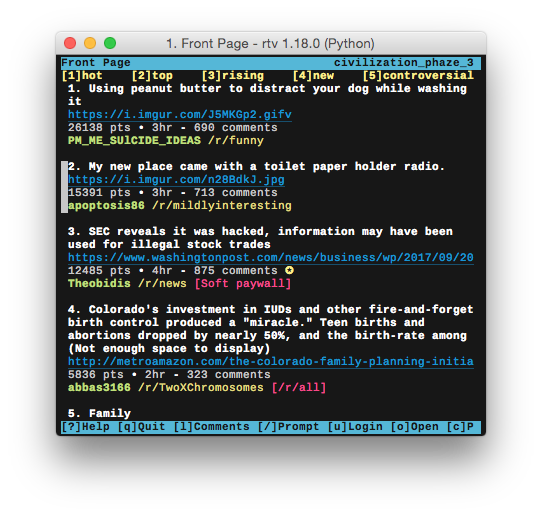 1. Front Page - rtv 1.18.0 (Python)
Front Page civilization_phaze_3
[1]hot [2]top [3]rising [4]new [5]controversial
1. Using peanut butter to distract your dog while washing
it
https://i.imgur.com/J5MKGp2.gifv
26138 pts • 3hr - 690 comments
PM_ME_SUlCIDE_IDEAS /r/funny
2. My new place came with a toilet paper holder radio.
https://i.imgur.com/n28BdkJ.jpg
15391 pts • 3hr - 713 comments
apoptosis86 /r/mildlyinteresting
3. SEC reveals it was hacked, information may have been
used for illegal stock trades
https://www.washingtonpost.com/news/business/wp/2017/09/20
12485 pts • 4hr - 875 comments ✪
Theobidis /r/news [Soft paywall]
4. Colorado's investment in IUDs and other fire-and-forget
birth control produced a "miracle." Teen births and
abortions dropped by nearly 50%, and the birth-rate among
(Not enough space to display)
http://metroamazon.com/the-colorado-family-planning-initia
5836 pts • 2hr - 323 comments
abbas3166 /r/TwoXChromosomes [/r/all]
5. Family
[?]Help [q]Quit [l]Comments [/]Prompt [u]Login [o]Open [c]P